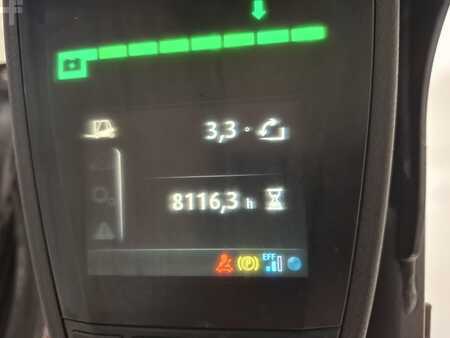 3,3 °
8116,3 h
(P) EFF